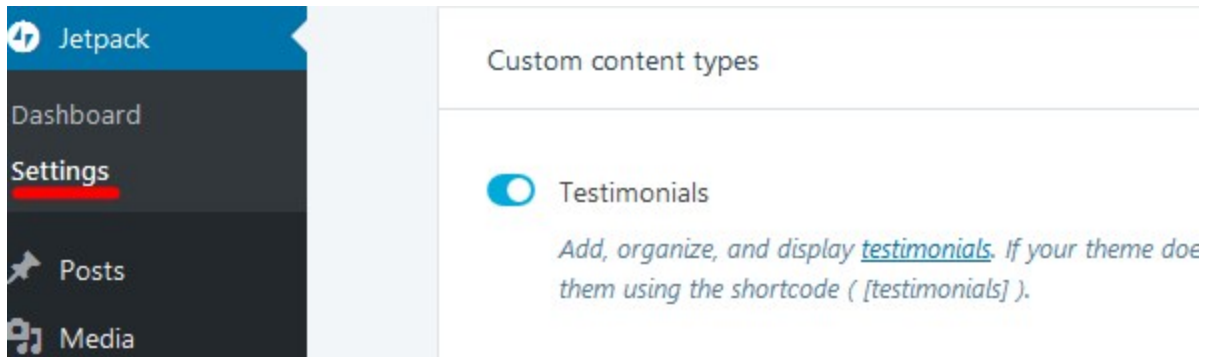 Jetpack
Dashboard
Settings
Posts
Media
Custom content types
Testimonials
Add, organize, and display testimonials. If your theme doe
them using the shortcode ( [testimonials] ).